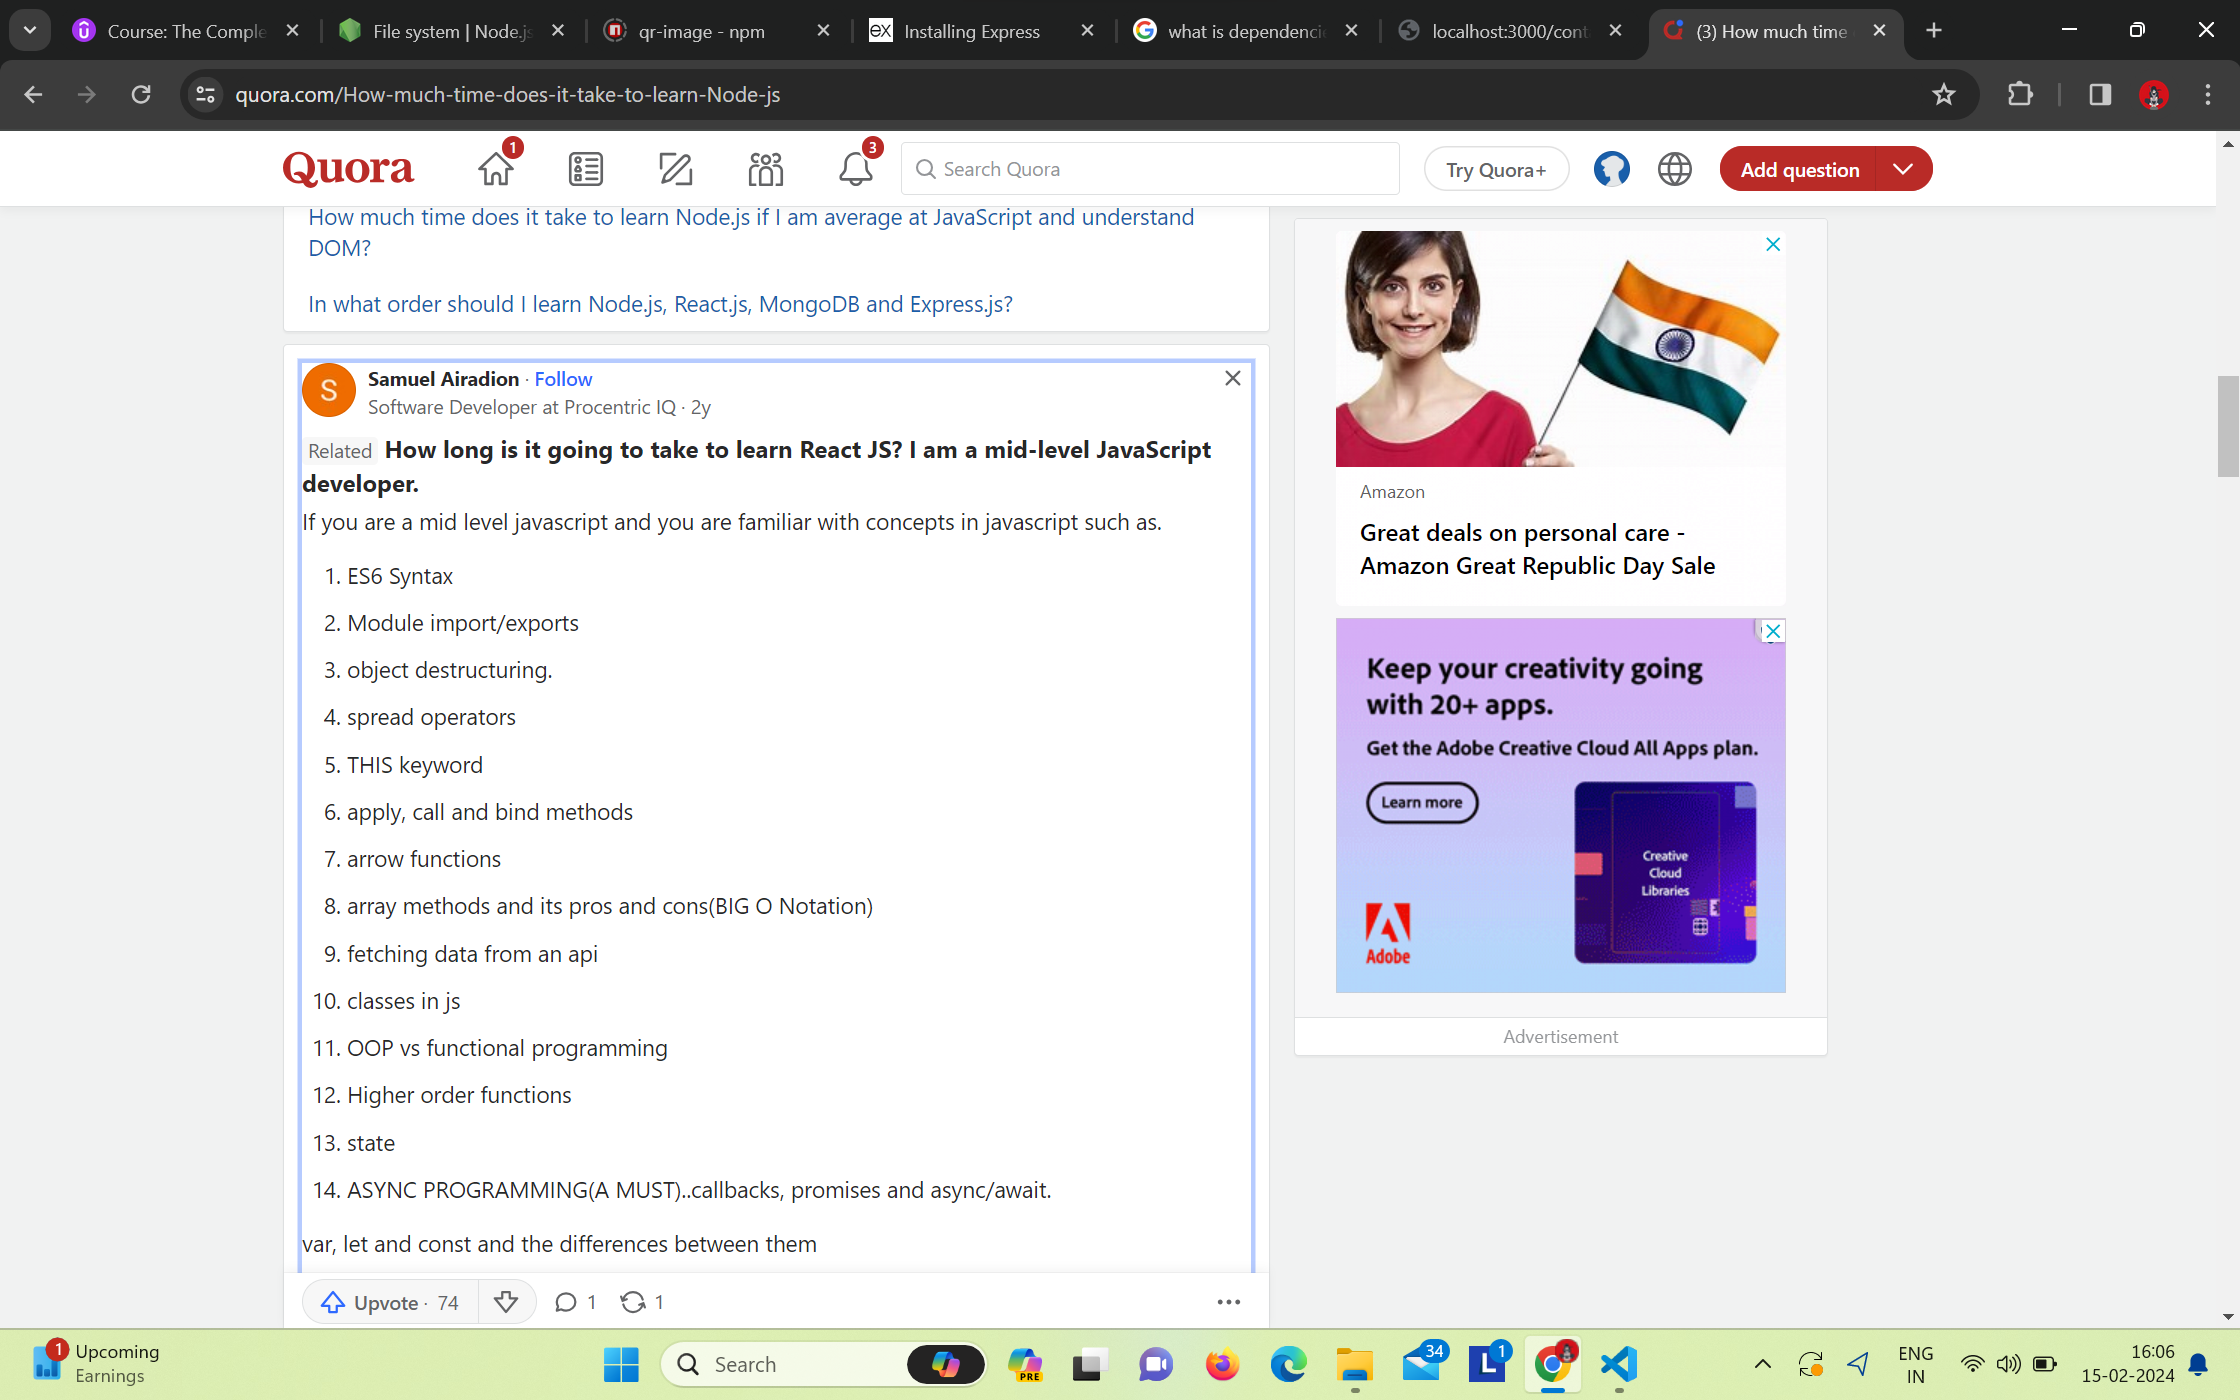 Course: The Comple
File system | Node.js
qr-image - npm
Installing Express
what is dependencie
localhost:3000/cont
(3) How much time
quora.com/How-much-time-does-it-take-to-learn-Node-js
Quora
1
3
Search Quora
Try Quora+
Add question
How much time does it take to learn Node.js if I am average at JavaScript and understand
DOM?
In what order should I learn Node.js, React.js, MongoDB and Express.js?
S
Samuel Airadion · Follow
Software Developer at Procentric IQ · 2y
Related How long is it going to take to learn React JS? I am a mid-level JavaScript
developer.
If you are a mid level javascript and you are familiar with concepts in javascript such as.
1. ES6 Syntax
2. Module import/exports
3. object destructuring.
4. spread operators
5. THIS keyword
6. apply, call and bind methods
7. arrow functions
8. array methods and its pros and cons(BIG O Notation)
9. fetching data from an api
10. classes in js
11. OOP vs functional programming
12. Higher order functions
13. state
14. ASYNC PROGRAMMING(A MUST)..callbacks, promises and async/await.
var, let and const and the differences between them
Upvote · 74
1
1
Amazon
Great deals on personal care -
Amazon Great Republic Day Sale
Keep your creativity going
with 20+ apps.
Get the Adobe Creative Cloud All Apps plan.
Learn more
Creative
Cloud
Libraries
Adobe
Advertisement
1
Upcoming
Earnings
Search
PRE
34
L
1
ENG
IN
16:06
15-02-2024